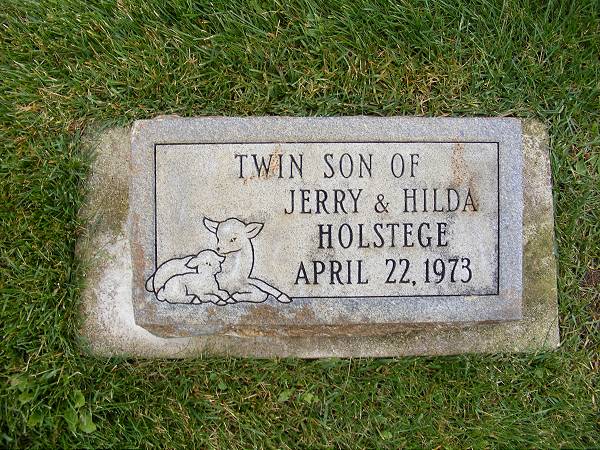 TWIN SON OF
JERRY & HILDA
HOLSTEGE
APRIL 22, 1973